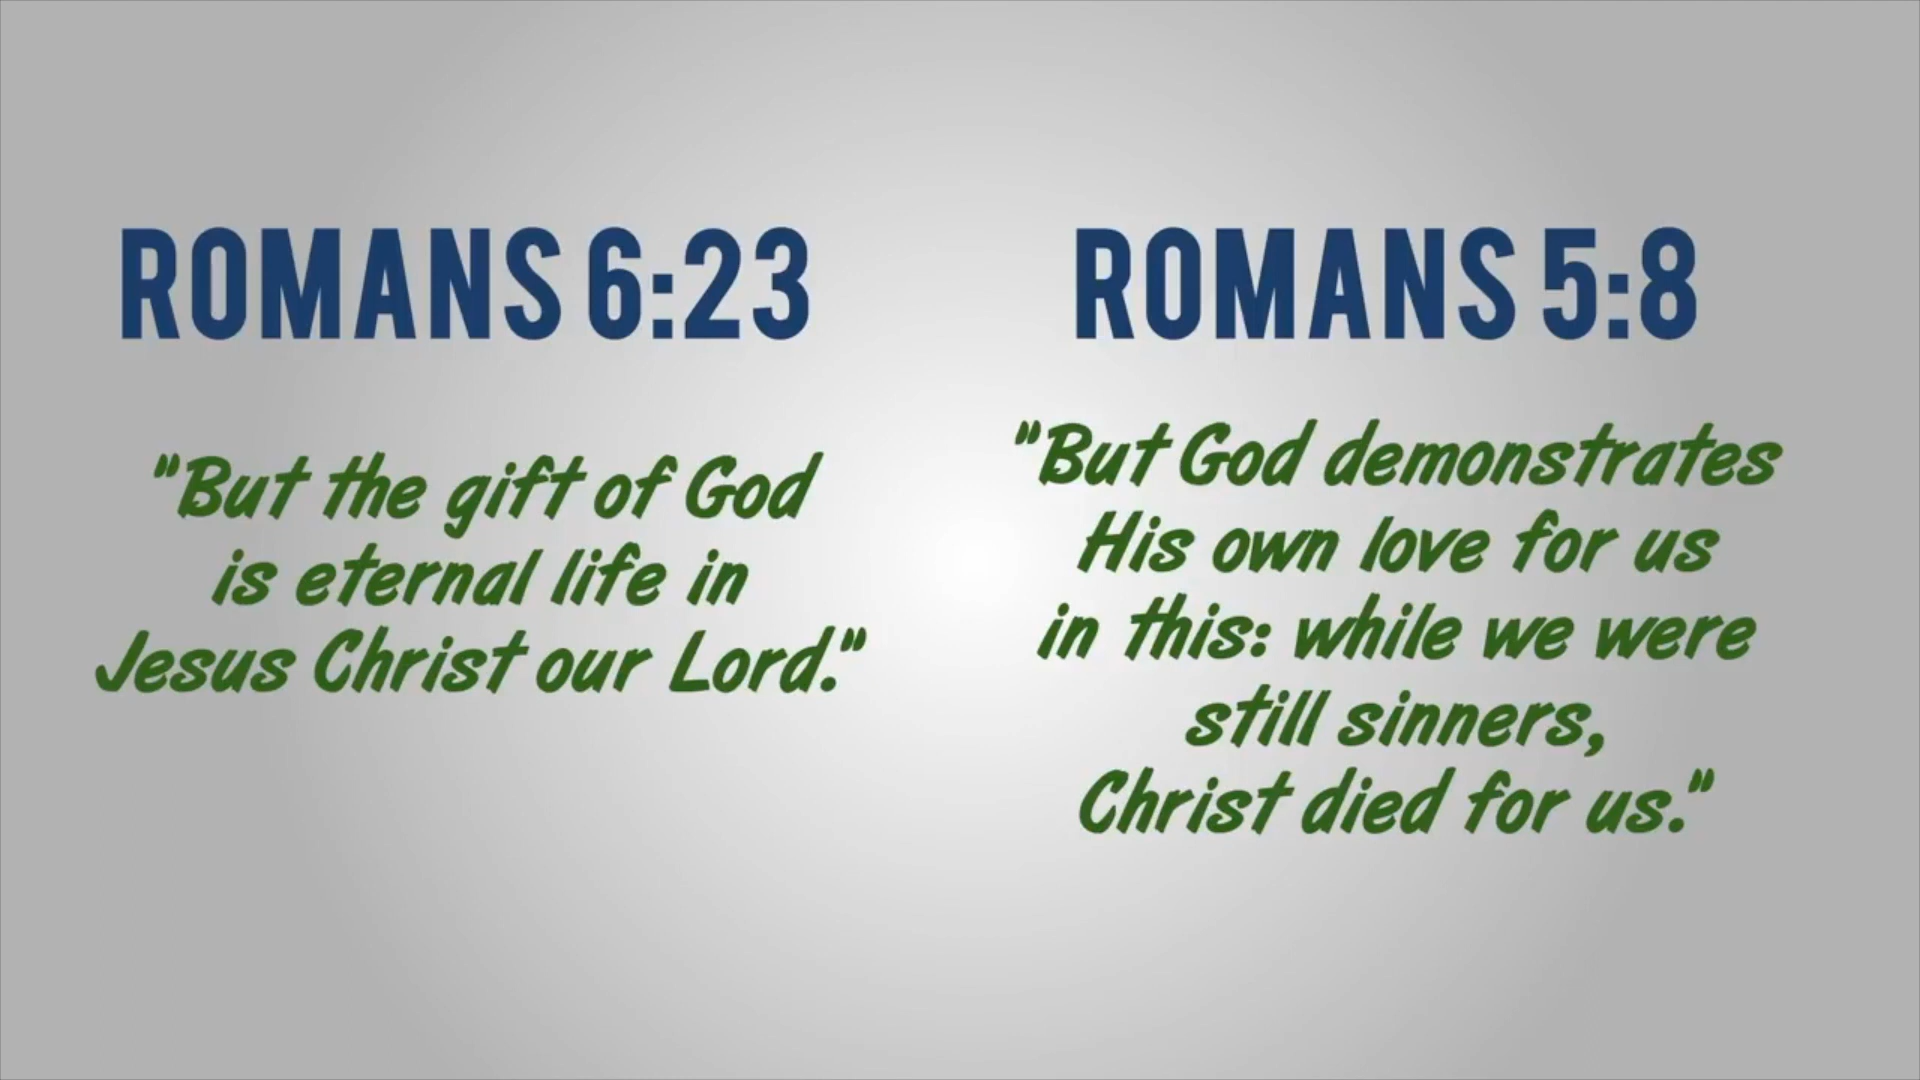 ROMANS 6:23
"But the gift of God
is eternal life in
Jesus Christ our Lord."
ROMANS 5:8
"But God demonstrates
His own love for us
in this: while we were
still sinners,
Christ died for us."